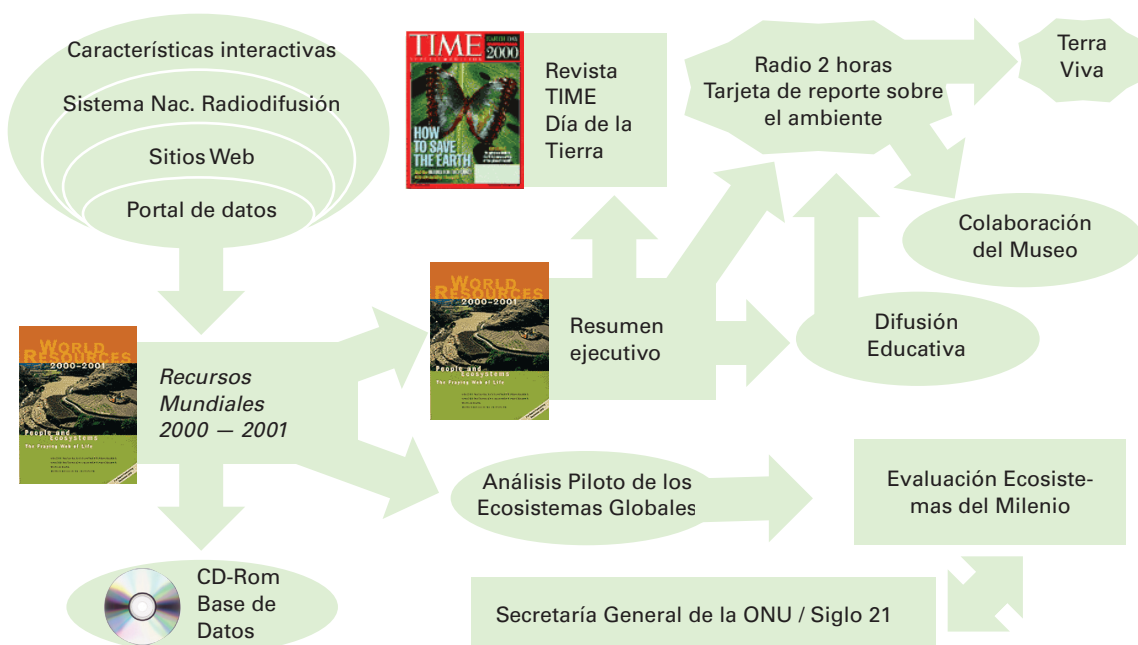 Características interactivas
Sistema Nac. Radiodifusión
Sitios Web
Portal de datos
TIME
2000
HOW
TO SAVE
THE EARTH
Revista
TIME
Día de la
Tierra
Radio 2 horas
Tarjeta de reporte sobre
el ambiente
Terra
Viva
Colaboración
del Museo
WORLD
RESOURCES
2000-2001
People and
Ecosystems
The Fraying Web of Life
Recursos
Mundiales
2000 — 2001
WORLD
RESOURCES
2000-2001
People and
Ecosystems
The Fraying Web of Life
Resumen
ejecutivo
Difusión
Educativa
Análisis Piloto de los
Ecosistemas Globales
Evaluación Ecosiste-
mas del Milenio
CD-Rom
Base de
Datos
Secretaría General de la ONU / Siglo 21